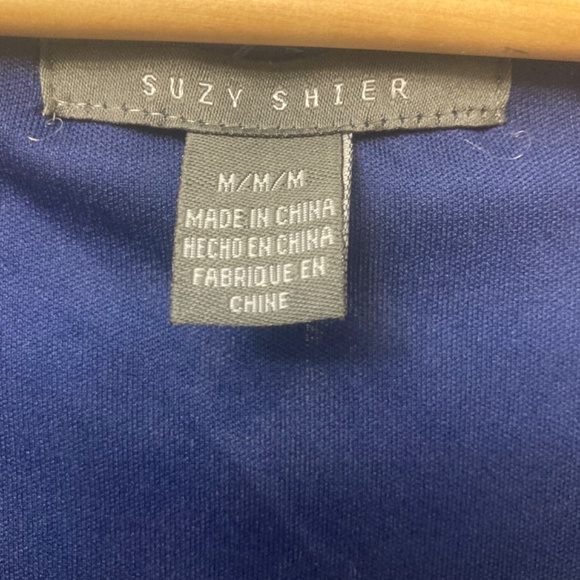 SUZY SHIER
M/M/M
MADE IN CHINA
HECHO EN CHINA
FABRIQUE EN
CHINE